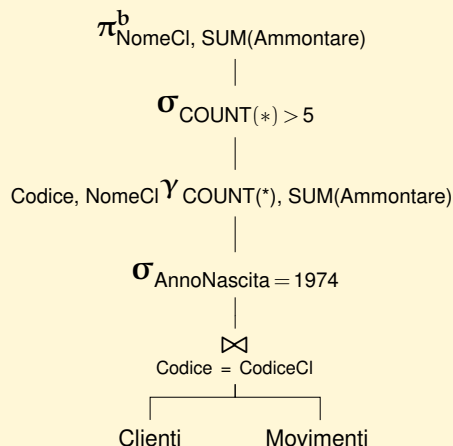 π^b NomeCl, SUM(Ammontare)
σ COUNT(∗) > 5
Codice, NomeCl γ COUNT(*), SUM(Ammontare)
σ AnnoNascita = 1974
⋈
Codice = CodiceCl
Clienti Movimenti